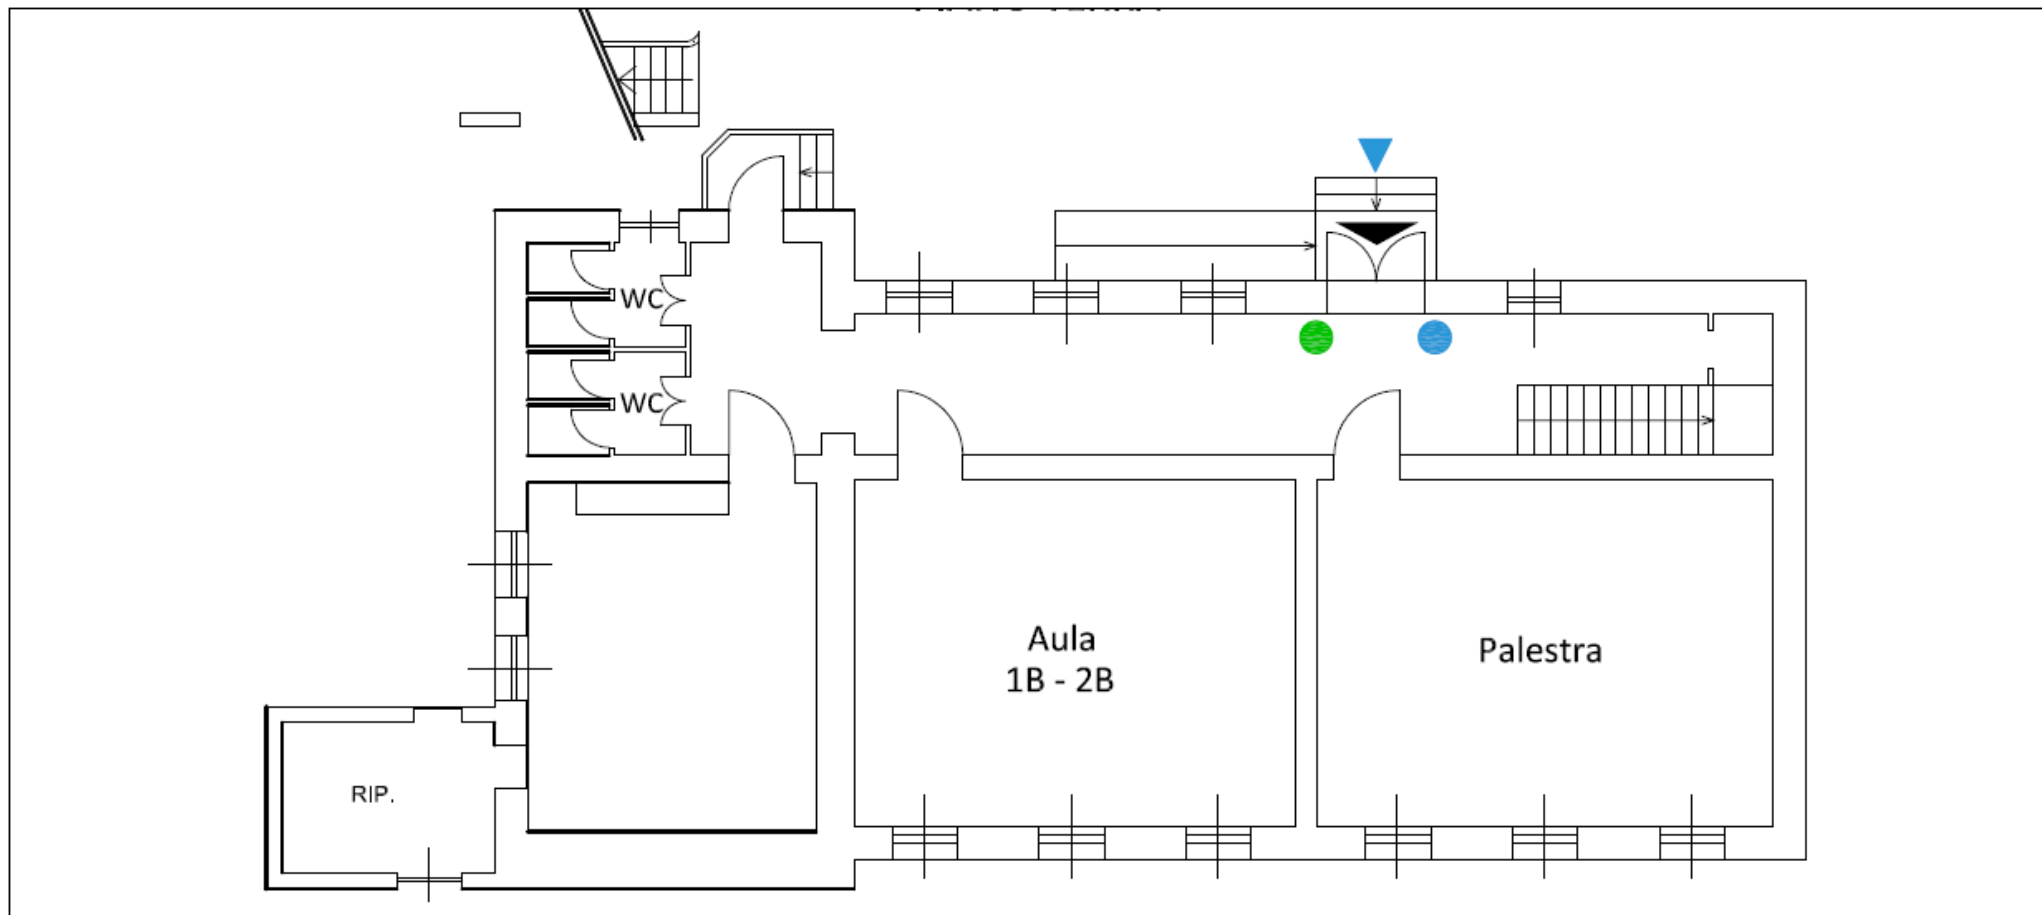 WC
WC
Aula
1B - 2B
Palestra
RIP.